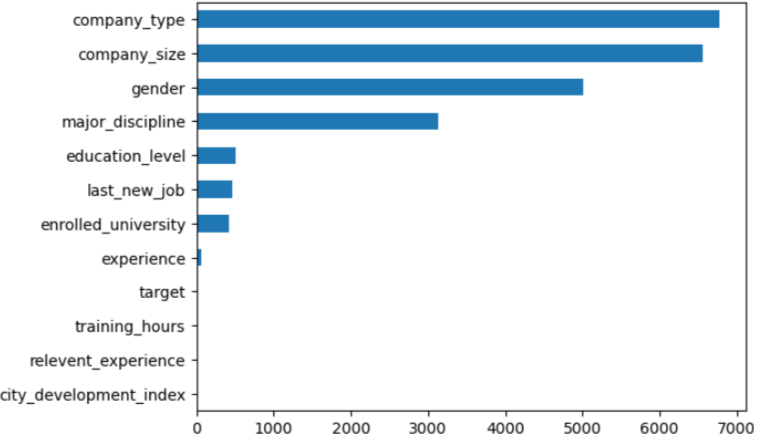 company_type
company_size
gender
major_discipline
education_level
last_new_job
enrolled_university
experience
target
training_hours
relevent_experience
city_development_index
0 1000 2000 3000 4000 5000 6000 7000